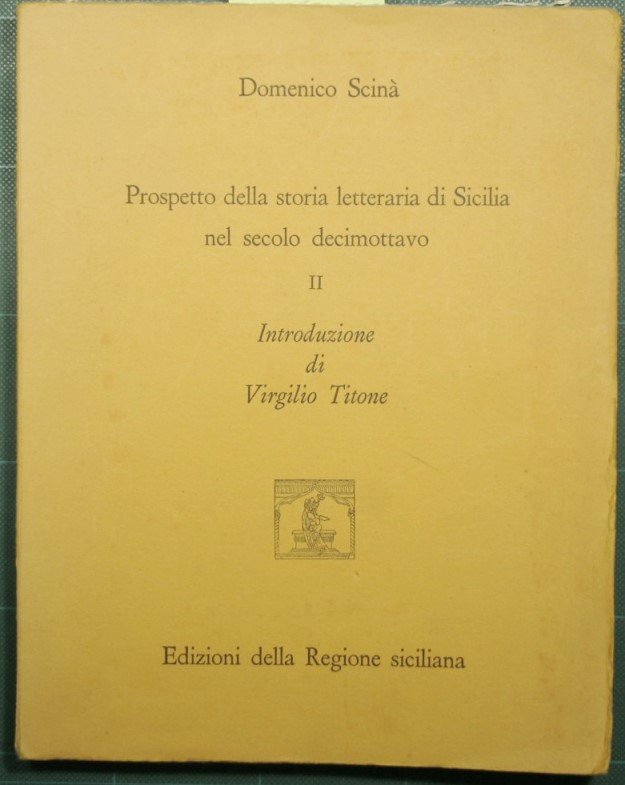 Domenico Scinà
Prospetto della storia letteraria di Sicilia
nel secolo decimottavo
II
Introduzione
di
Virgilio Titone
Edizioni della Regione siciliana